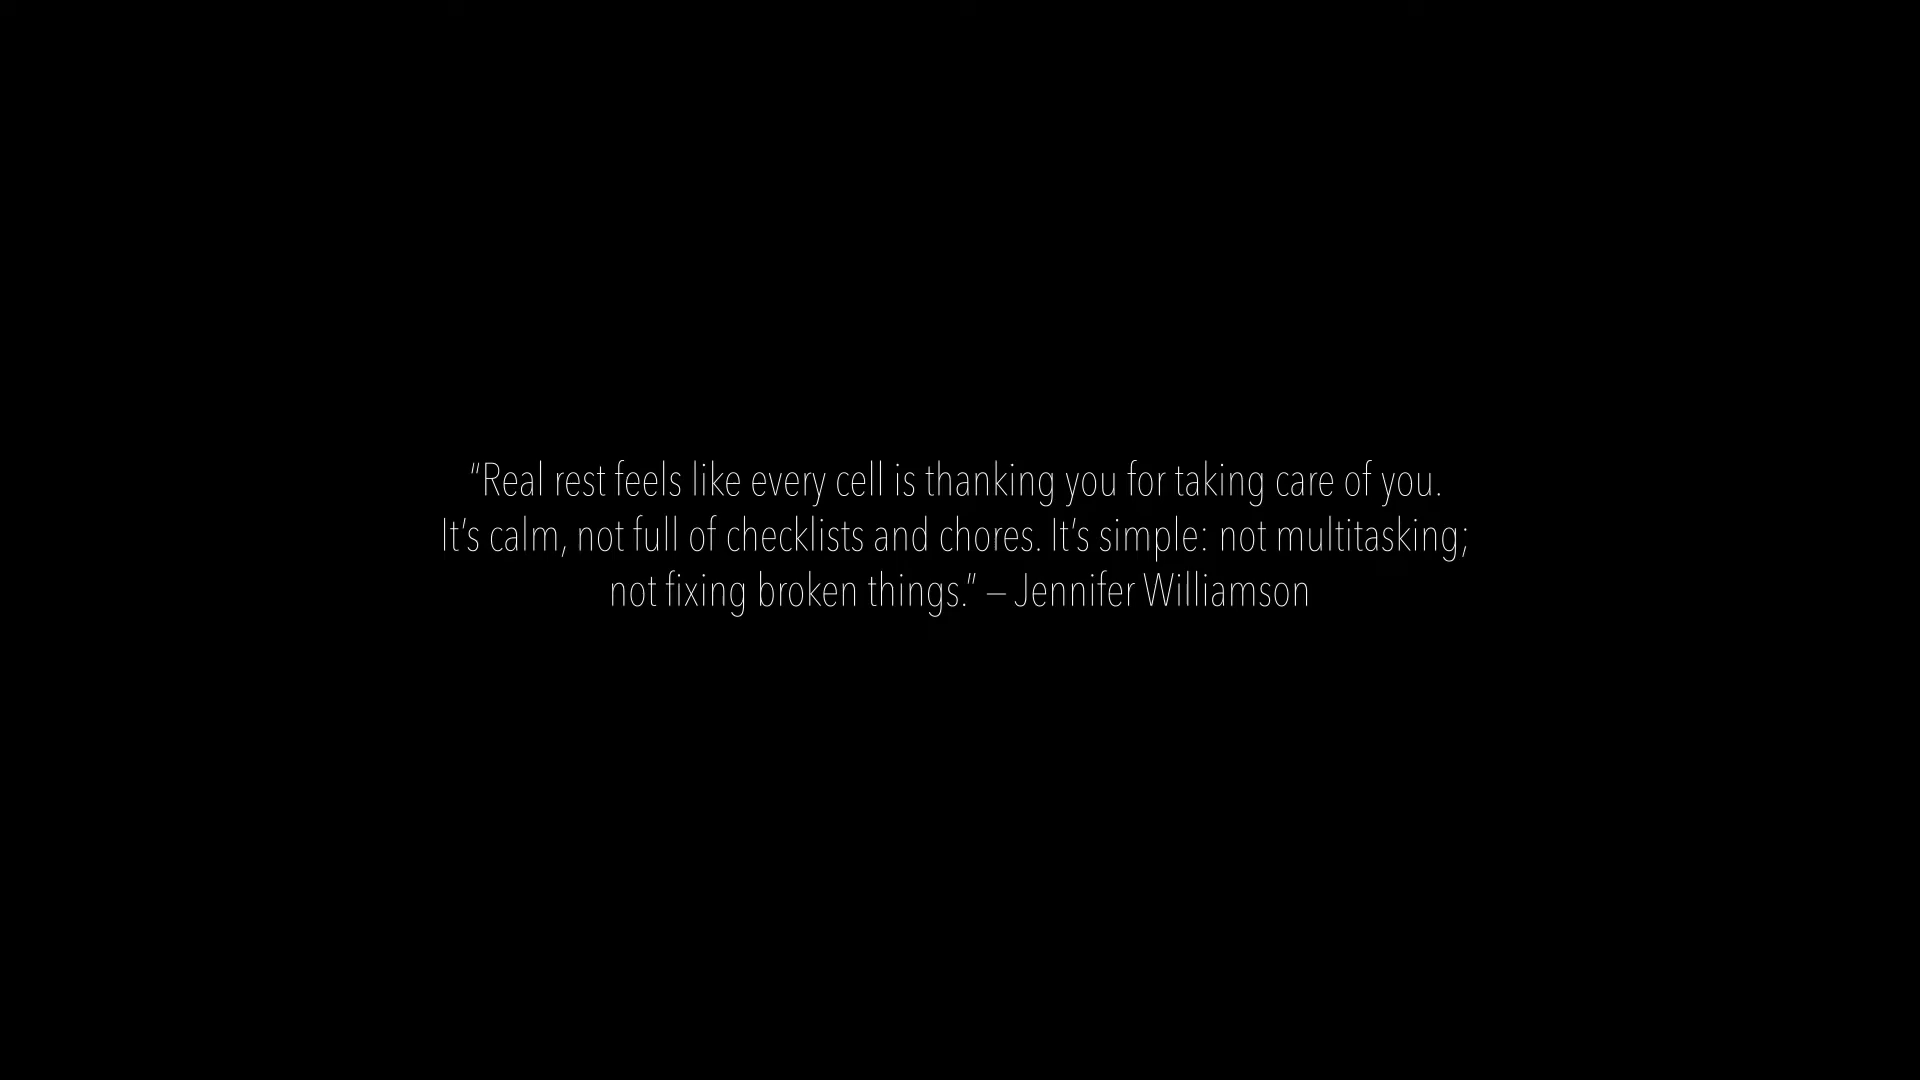 “Real rest feels like every cell is thanking you for taking care of you.
It’s calm, not full of checklists and chores. It’s simple: not multitasking;
not fixing broken things.” – Jennifer Williamson